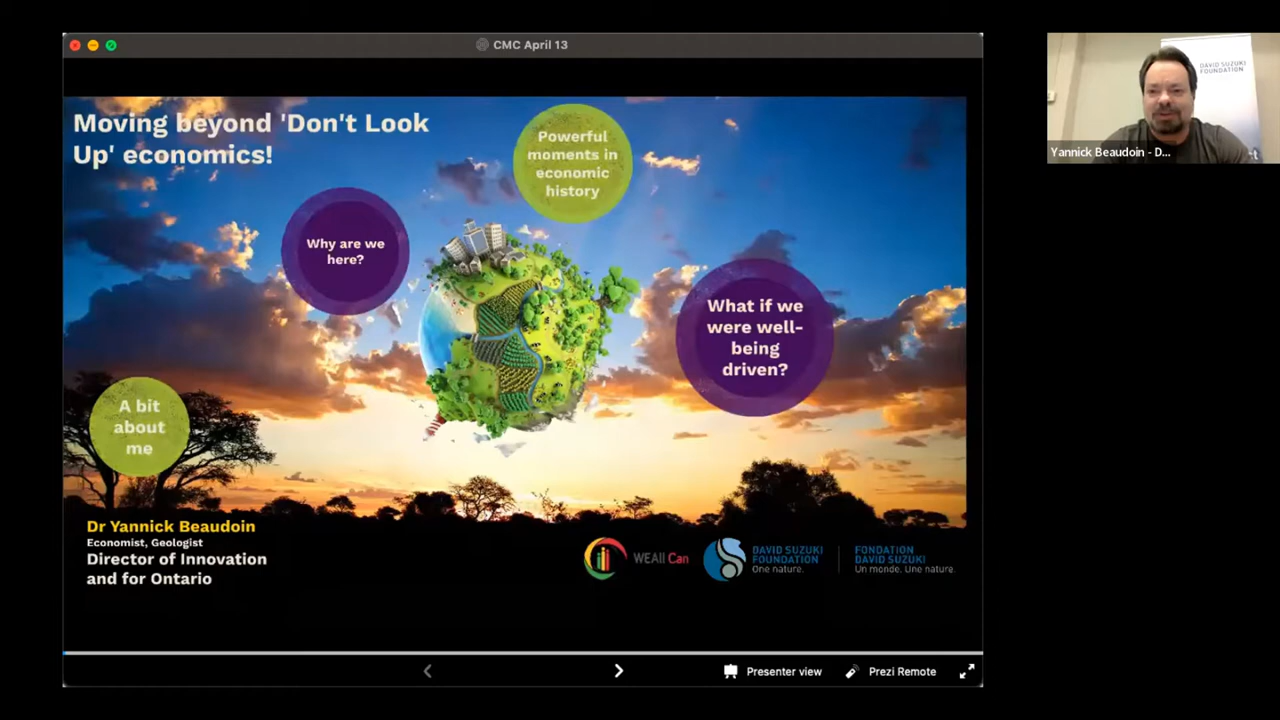 CMC April 13
Moving beyond 'Don't Look
Up' economics!
Powerful
moments in
economic
history
Why are we
here?
What if we
were well-
being
driven?
A bit
about
me
Dr Yannick Beaudoin
Economist, Geologist
Director of Innovation
and for Ontario
WEAll Can
DAVID SUZUKI
FOUNDATION
One nature.
FONDATION
DAVID SUZUKI
Un monde. Une nature.
Presenter view
Prezi Remote
DAVID SUZUKI
FOUNDATION
Yannick Beaudoin - D...